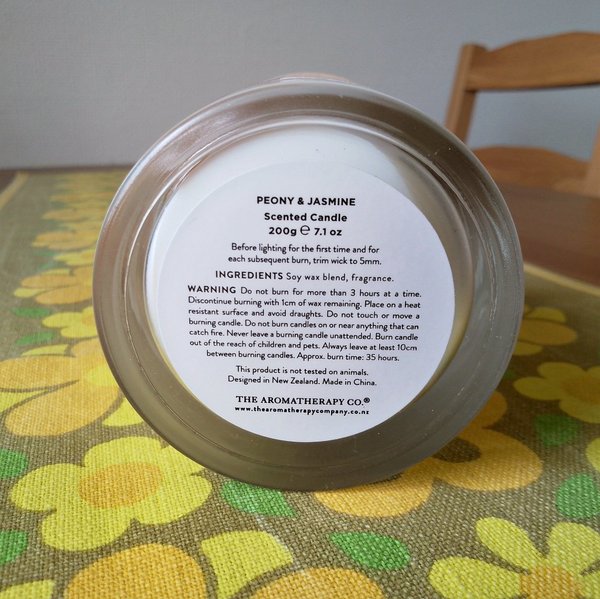 PEONY & JASMINE
Scented Candle
200g ℮ 7.1 oz
Before lighting for the first time and for
each subsequent burn, trim wick to 5mm.
INGREDIENTS Soy wax blend, fragrance.
WARNING Do not burn for more than 3 hours at a time.
Discontinue burning with 1cm of wax remaining. Place on a heat
resistant surface and avoid draughts. Do not touch or move a
burning candle. Do not burn candles on or near anything that can
catch fire. Never leave a burning candle unattended. Burn candle
out of the reach of children and pets. Always leave at least 10cm
between burning candles. Approx. burn time: 35 hours.
This product is not tested on animals.
Designed in New Zealand. Made in China.
THE AROMATHERAPY CO.®
www.thearomatherapycompany.co.nz